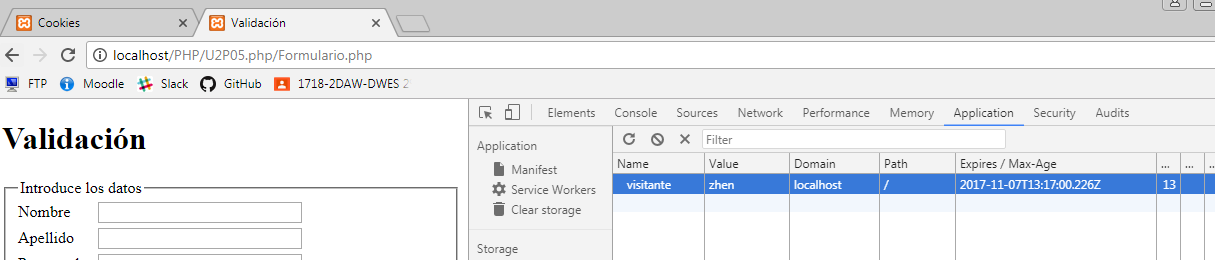 Cookies
Validación
localhost/PHP/U2P05.php/Formulario.php
FTP Moodle Slack GitHub 1718-2DAW-DWES
Elements Console Sources Network Performance Memory Application Security Audits
Validación
Introduce los datos
Nombre
Apellido
Application
Manifest
Service Workers
Clear storage
Storage
Filter
Name Value Domain Path Expires / Max-Age ... ... ...
visitante zhen localhost / 2017-11-07T13:17:00.226Z 13